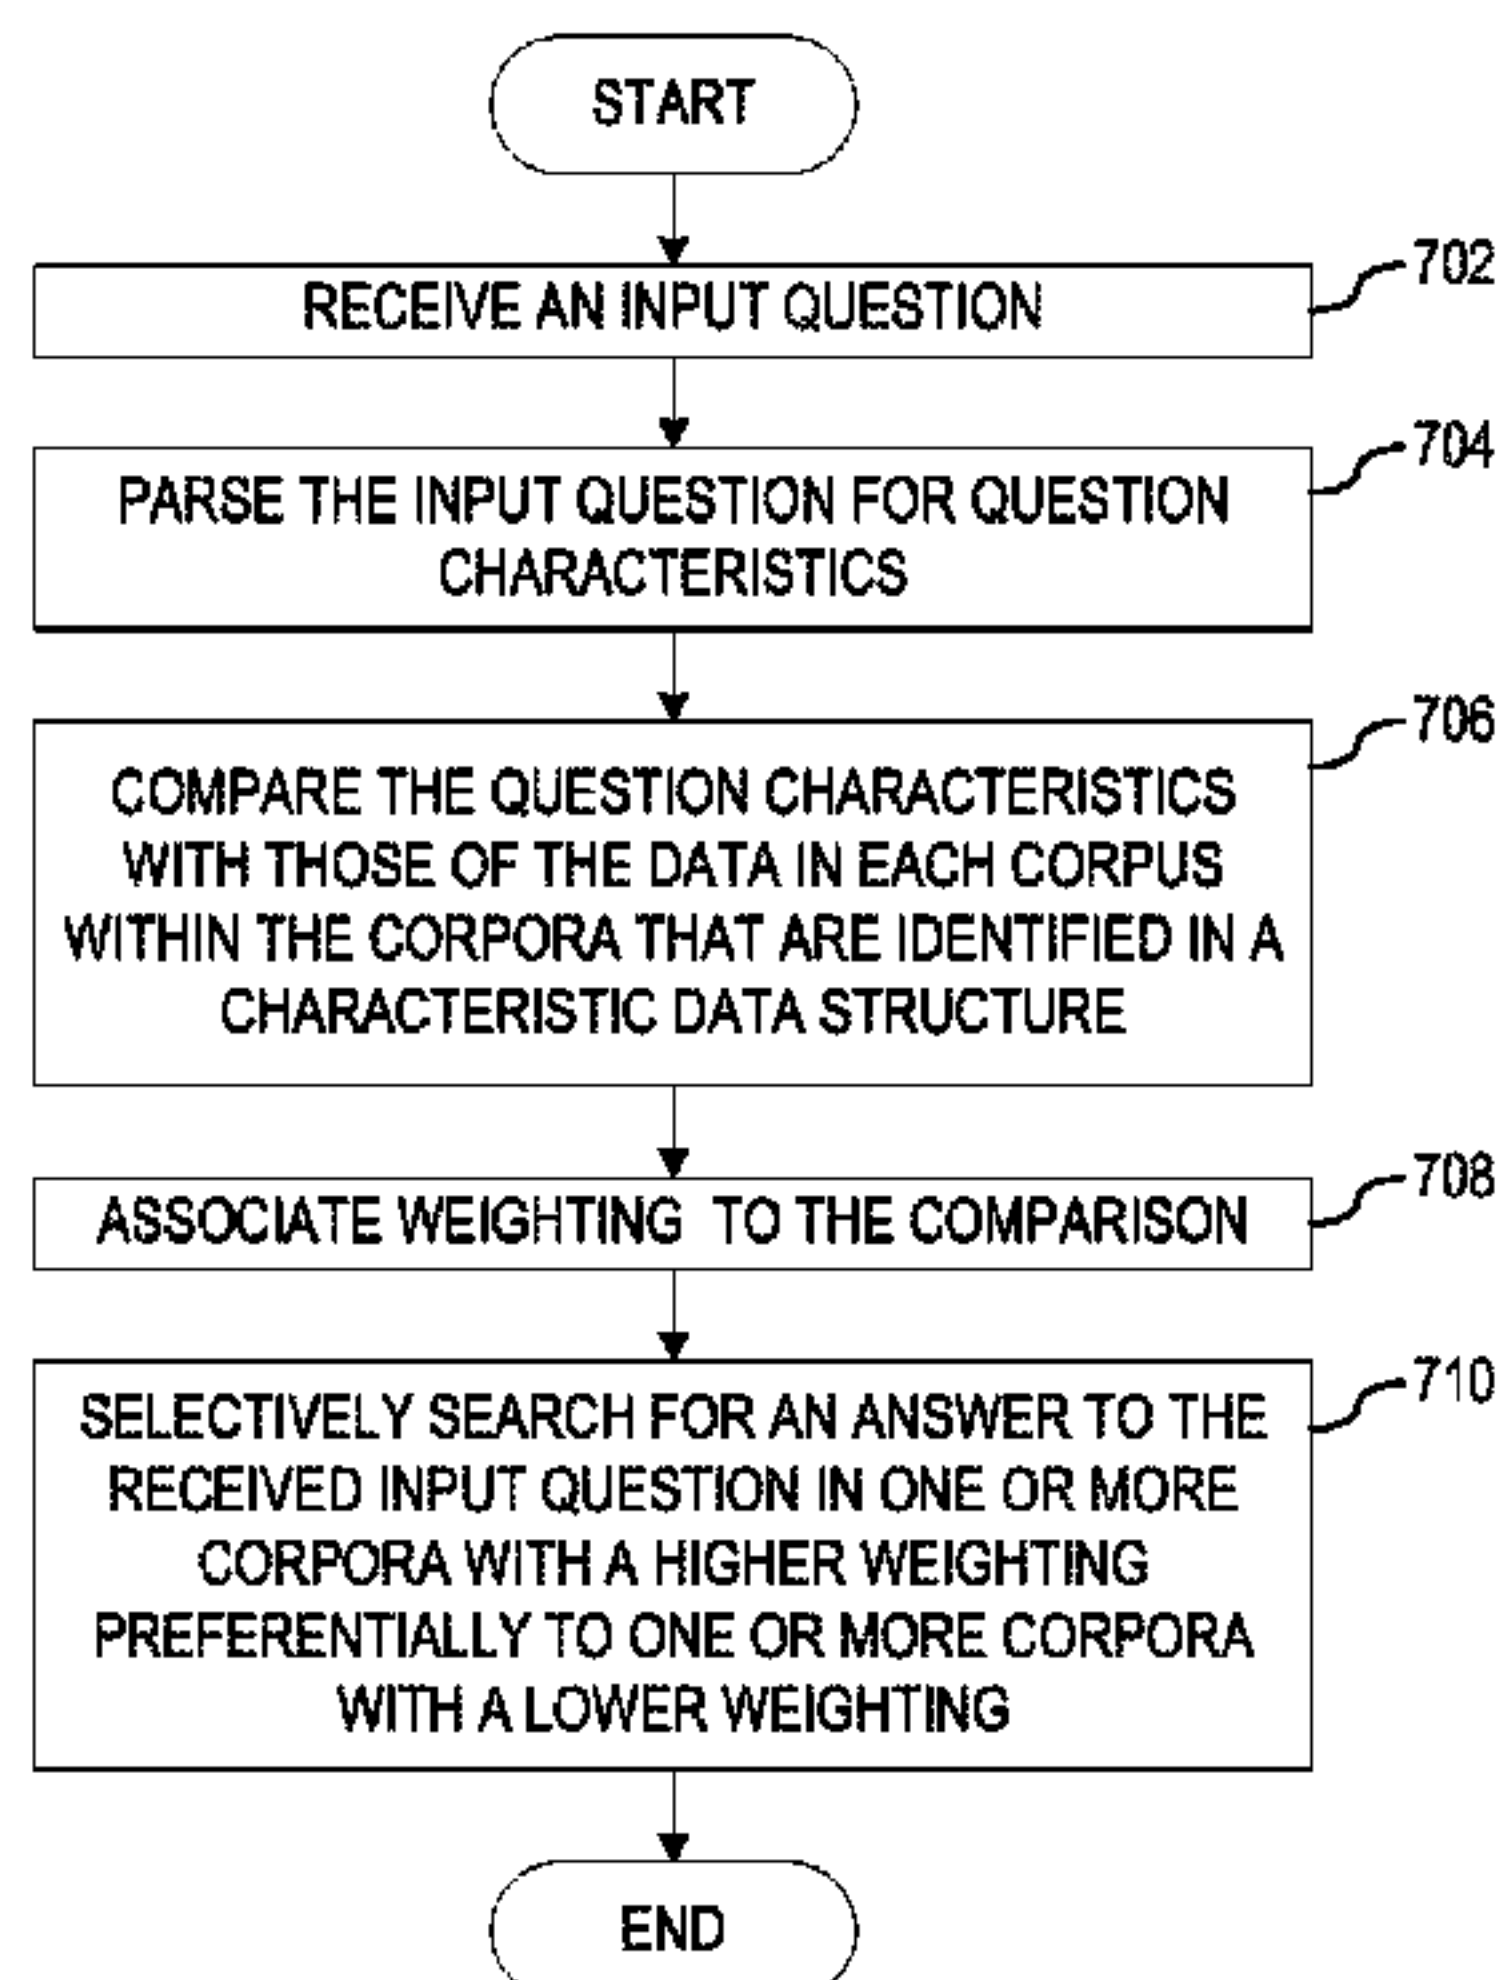 START
702
RECEIVE AN INPUT QUESTION
704
PARSE THE INPUT QUESTION FOR QUESTION
CHARACTERISTICS
706
COMPARE THE QUESTION CHARACTERISTICS
WITH THOSE OF THE DATA IN EACH CORPUS
WITHIN THE CORPORA THAT ARE IDENTIFIED IN A
CHARACTERISTIC DATA STRUCTURE
708
ASSOCIATE WEIGHTING TO THE COMPARISON
710
SELECTIVELY SEARCH FOR AN ANSWER TO THE
RECEIVED INPUT QUESTION IN ONE OR MORE
CORPORA WITH A HIGHER WEIGHTING
PREFERENTIALLY TO ONE OR MORE CORPORA
WITH A LOWER WEIGHTING
END